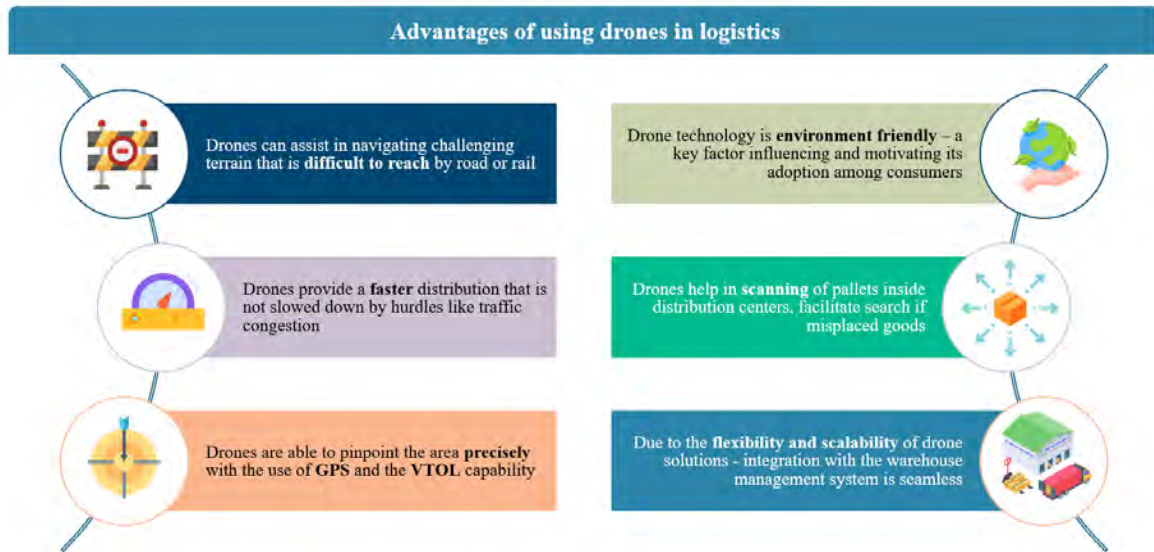 Advantages of using drones in logistics
Drones can assist in navigating challenging
terrain that is difficult to reach by road or rail
Drones provide a faster distribution that is
not slowed down by hurdles like traffic
congestion
Drones are able to pinpoint the area precisely
with the use of GPS and the VTOL capability
Drone technology is environment friendly – a
key factor influencing and motivating its
adoption among consumers
Drones help in scanning of pallets inside
distribution centers, facilitate search if
misplaced goods
Due to the flexibility and scalability of drone
solutions - integration with the warehouse
management system is seamless